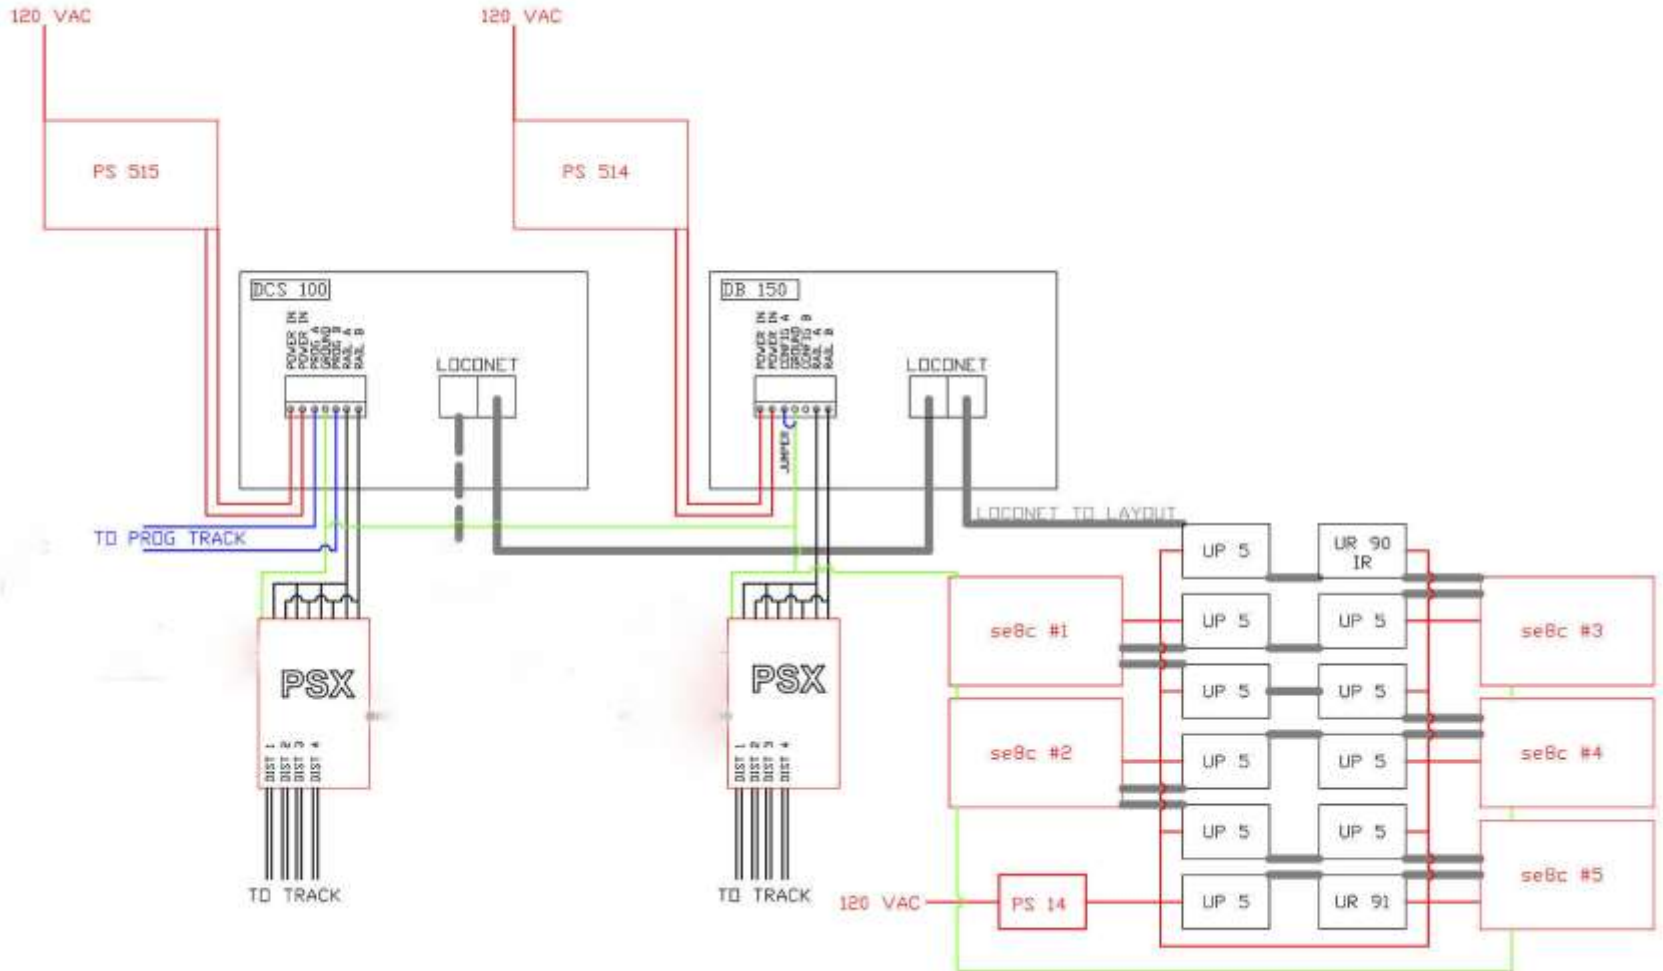 120 VAC
120 VAC
PS 515
PS 514
DCS 100
POWER IN
POWER IN
PROG A
GROUND
PROG B
RAIL A
RAIL B
LOCONET
DB 150
POWER IN
POWER IN
CONFIG A
GROUND
CONFIG B
RAIL A
RAIL B
LOCONET
JUMPER
TO PROG TRACK
LOCONET TO LAYOUT
UP 5
UR 90
IR
se8c #1
UP 5
UP 5
se8c #3
PSX
PSX
UP 5
UP 5
se8c #2
UP 5
UP 5
se8c #4
DIST 1
DIST 2
DIST 3
DIST 4
DIST 1
DIST 2
DIST 3
DIST 4
UP 5
UP 5
se8c #5
TO TRACK
TO TRACK
120 VAC
PS 14
UP 5
UR 91